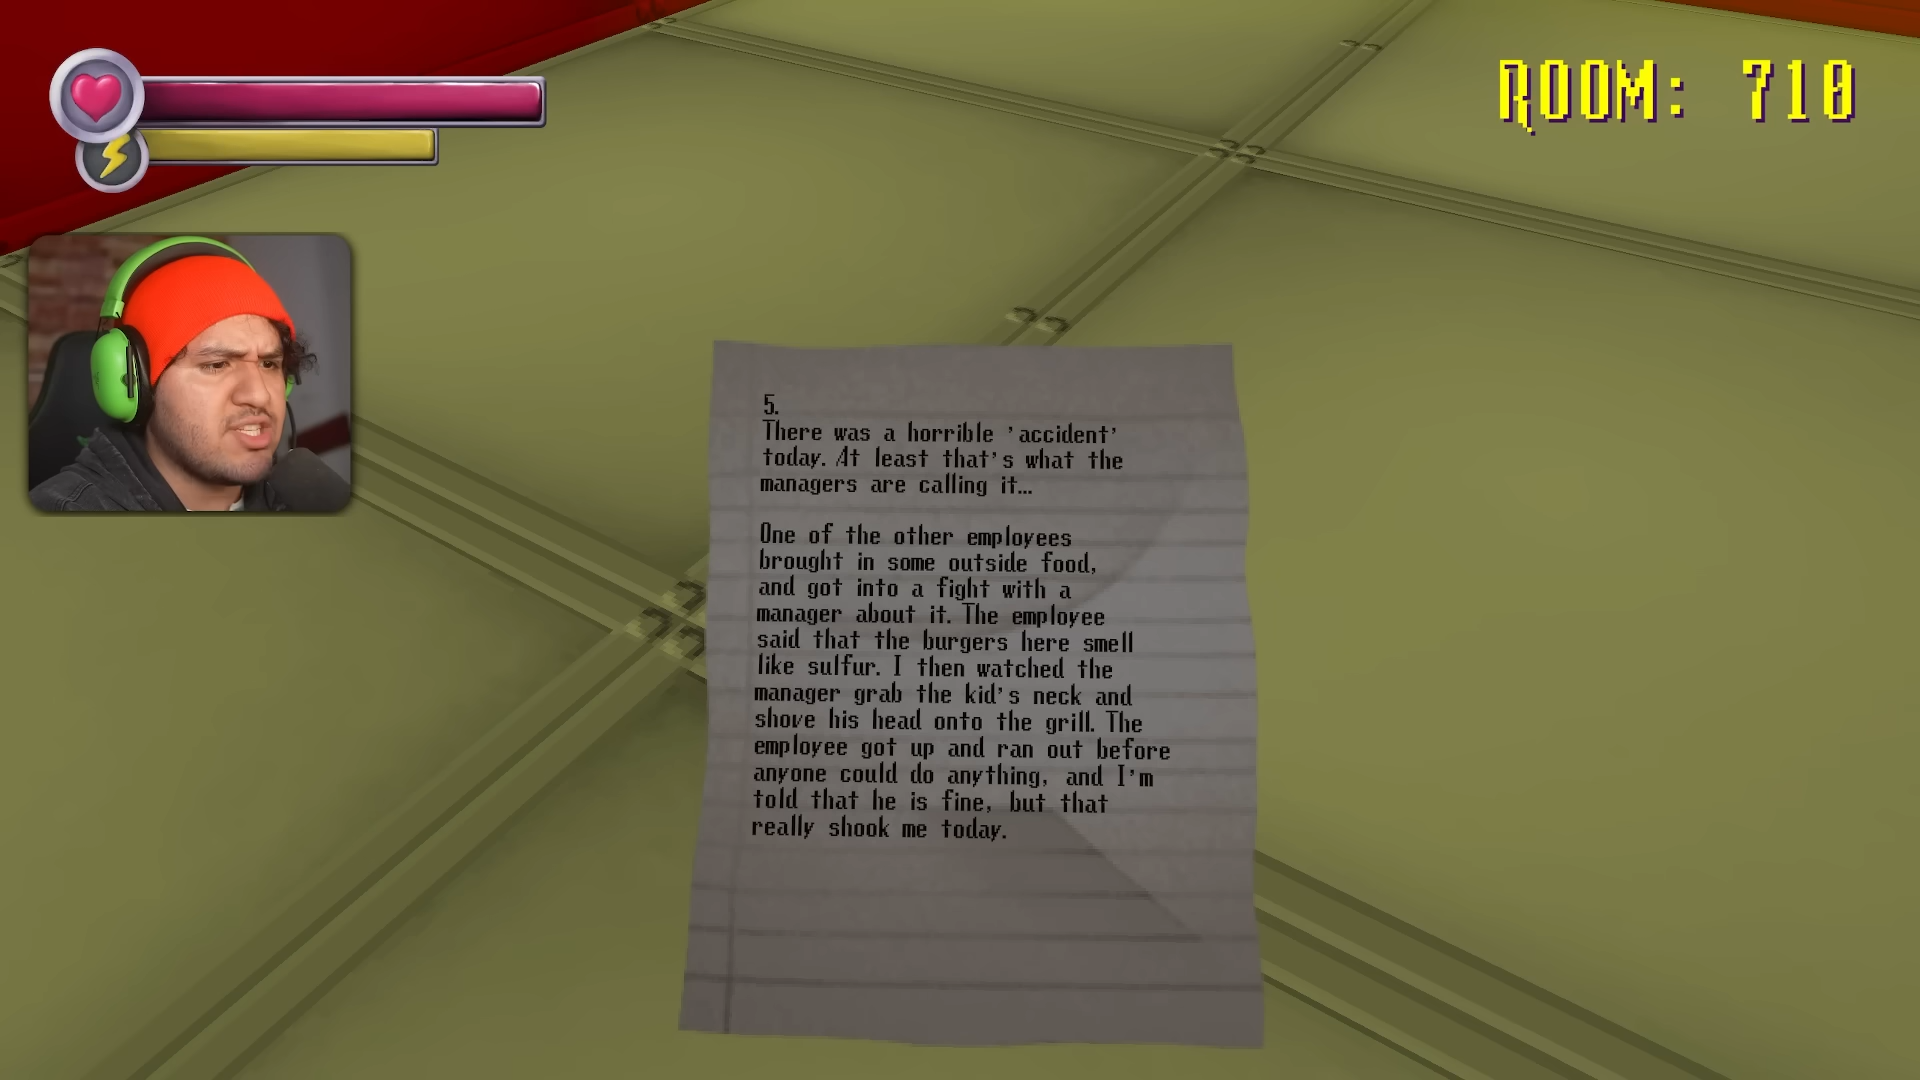 ROOM: 710
5.
There was a horrible 'accident'
today. At least that's what the
managers are calling it...
One of the other employees
brought in some outside food,
and got into a fight with a
manager about it. The employee
said that the burgers here smell
like sulfur. I then watched the
manager grab the kid's neck and
shove his head onto the grill. The
employee got up and ran out before
anyone could do anything, and I'm
told that he is fine, but that
really shook me today.